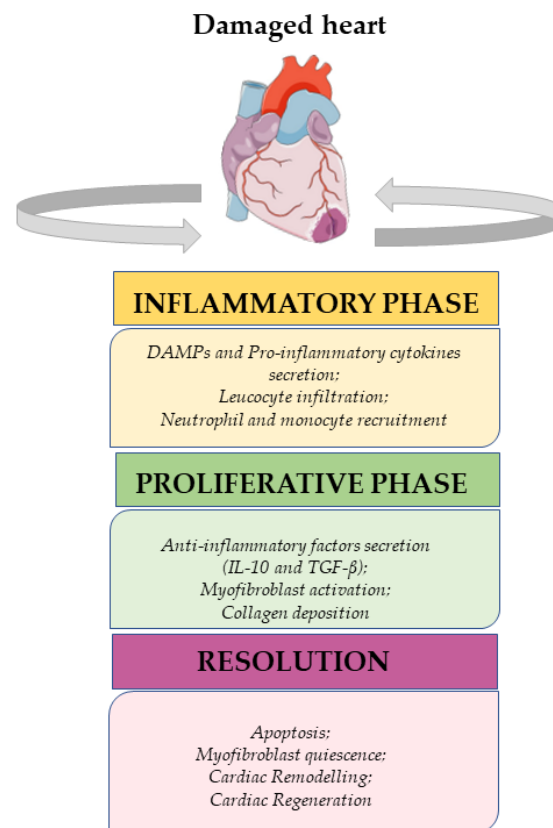 Damaged heart
INFLAMMATORY PHASE
DAMPs and Pro-inflammatory cytokines
secretion;
Leucocyte infiltration;
Neutrophil and monocyte recruitment
PROLIFERATIVE PHASE
Anti-inflammatory factors secretion
(IL-10 and TGF-β);
Myofibroblast activation;
Collagen deposition
RESOLUTION
Apoptosis;
Myofibroblast quiescence;
Cardiac Remodelling;
Cardiac Regeneration